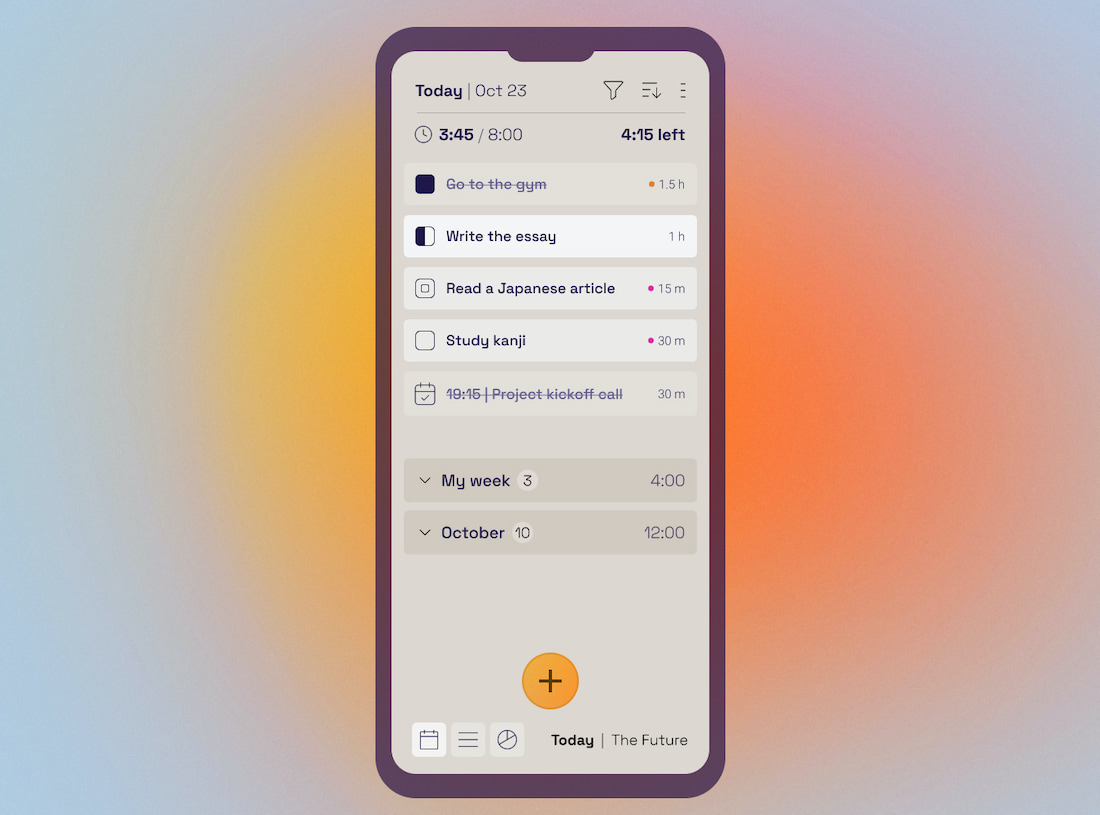 Today | Oct 23
3:45 / 8:00 4:15 left
Go to the gym 1.5 h
Write the essay 1 h
Read a Japanese article 15 m
Study kanji 30 m
19:15 | Project kickoff call 30 m
My week 3 4:00
October 10 12:00
Today | The Future